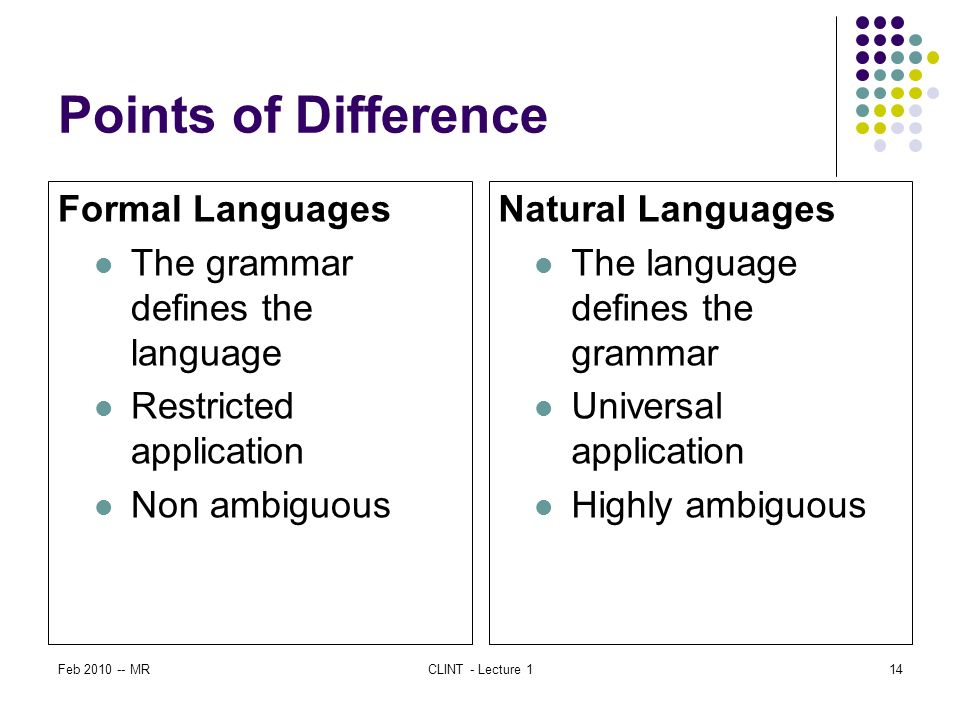 Points of Difference
Formal Languages
The grammar
defines the
language
Restricted
application
Non ambiguous
Natural Languages
The language
defines the
grammar
Universal
application
Highly ambiguous
Feb 2010 -- MR
CLINT - Lecture 1
14